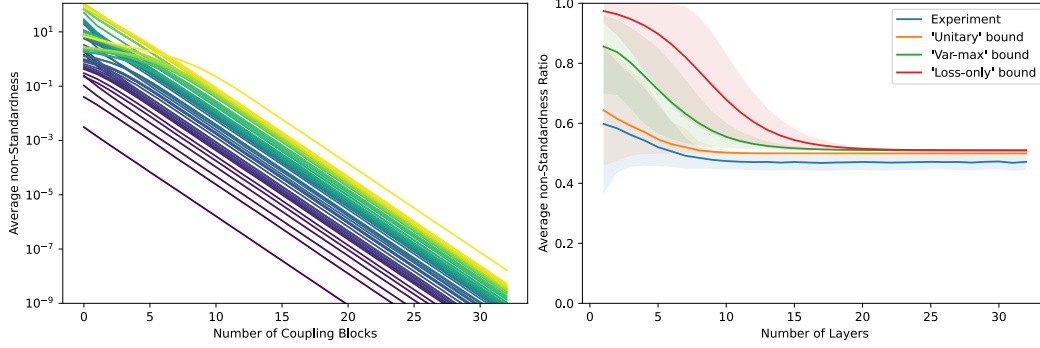 Average non-Standardness
10¹
10⁻¹
10⁻³
10⁻⁵
10⁻⁷
10⁻⁹
0 5 10 15 20 25 30
Number of Coupling Blocks
Average non-Standardness Ratio
1.0
0.8
0.6
0.4
0.2
0.0
0 5 10 15 20 25 30
Number of Layers
Experiment
'Unitary' bound
'Var-max' bound
'Loss-only' bound